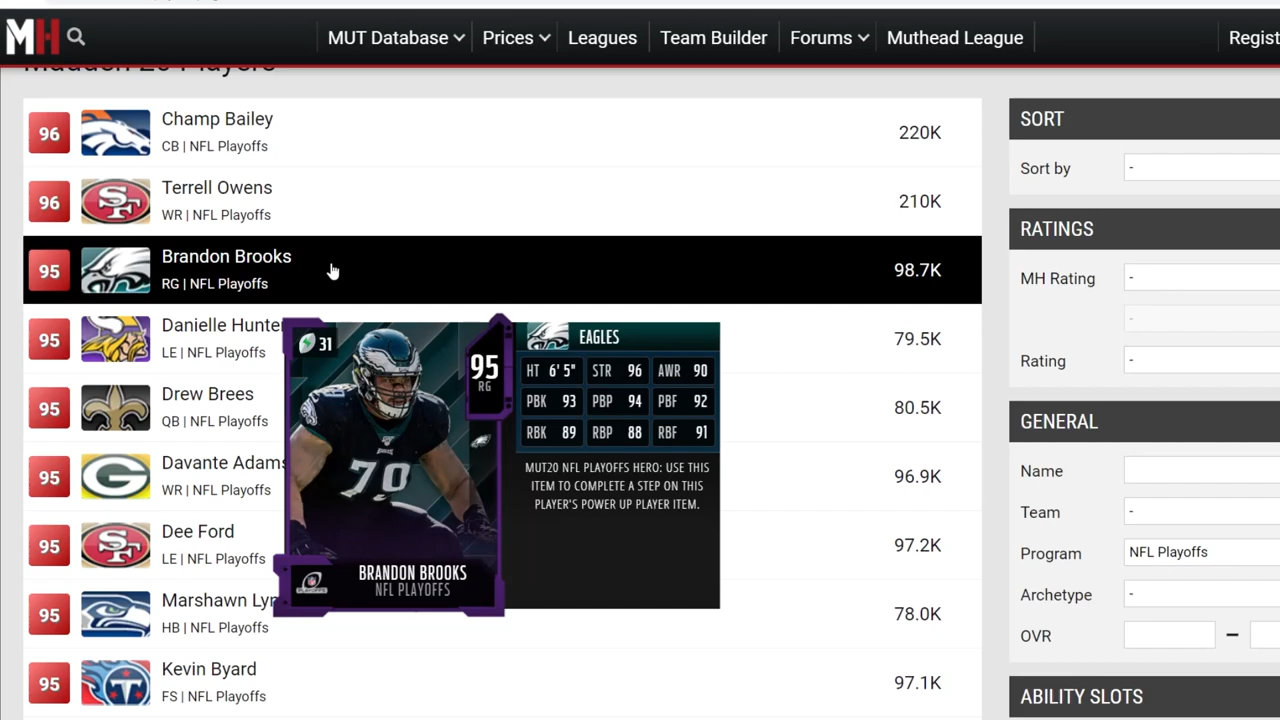 MH
MUT Database
Prices
Leagues
Team Builder
Forums
Muthead League
Regist
96
Champ Bailey
CB | NFL Playoffs
220K
96
Terrell Owens
WR | NFL Playoffs
210K
95
Brandon Brooks
RG | NFL Playoffs
98.7K
95
Danielle Hunte
LE | NFL Playoffs
79.5K
95
Drew Brees
QB | NFL Playoffs
80.5K
95
Davante Adams
WR | NFL Playoffs
96.9K
95
Dee Ford
LE | NFL Playoffs
97.2K
95
Marshawn Lyn
HB | NFL Playoffs
78.0K
95
Kevin Byard
FS | NFL Playoffs
97.1K
31
95
RG
70
BRANDON BROOKS
NFL PLAYOFFS
EAGLES
HT 6' 5" STR 96 AWR 90
PBK 93 PBP 94 PBF 92
RBK 89 RBP 88 RBF 91
MUT20 NFL PLAYOFFS HERO: USE THIS
ITEM TO COMPLETE A STEP ON THIS
PLAYER'S POWER UP PLAYER ITEM.
SORT
Sort by -
RATINGS
MH Rating -
-
Rating -
GENERAL
Name
Team -
Program NFL Playoffs
Archetype -
OVR –
ABILITY SLOTS